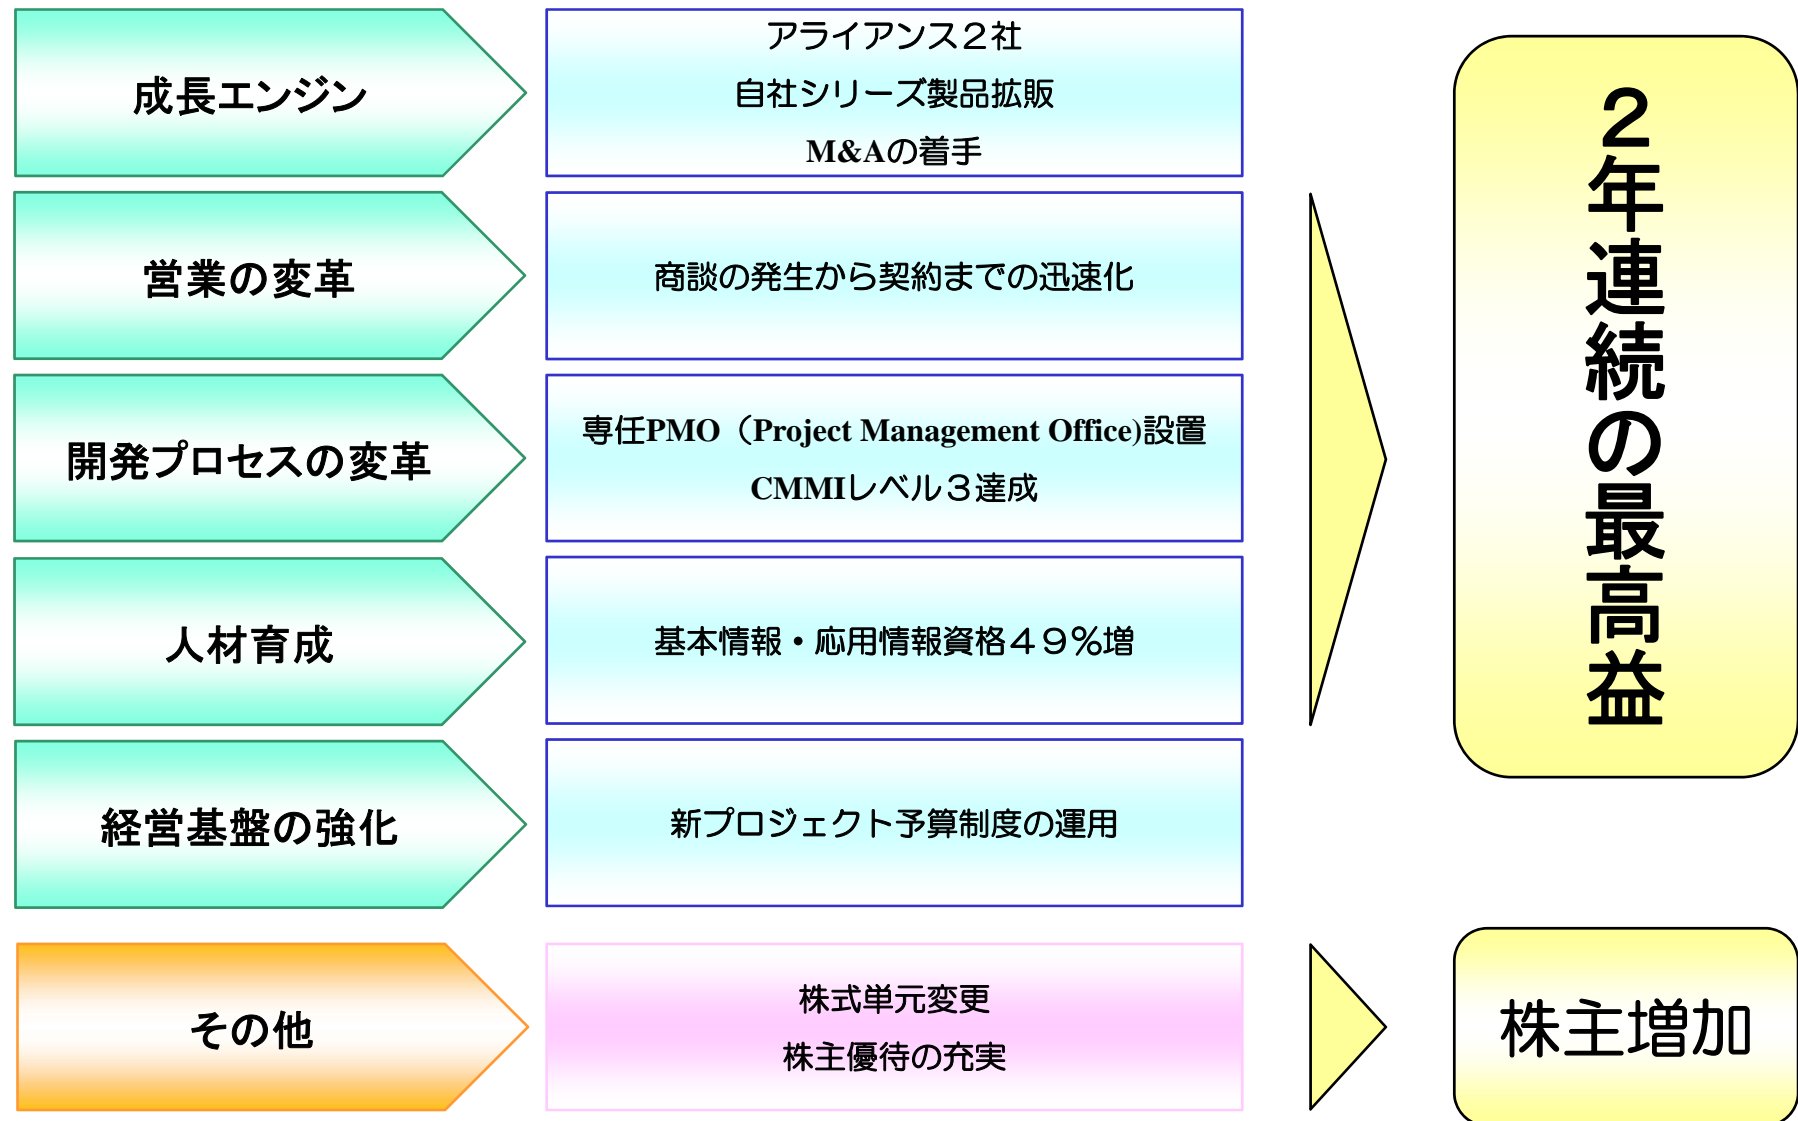 成長エンジン
アライアンス２社
自社シリーズ製品拡販
M&Aの着手
営業の変革
商談の発生から契約までの迅速化
開発プロセスの変革
専任PMO（Project Management Office)設置
CMMIレベル３達成
人材育成
基本情報・応用情報資格４９％増
経営基盤の強化
新プロジェクト予算制度の運用
２年連続の最高益
その他
株式単元変更
株主優待の充実
株主増加